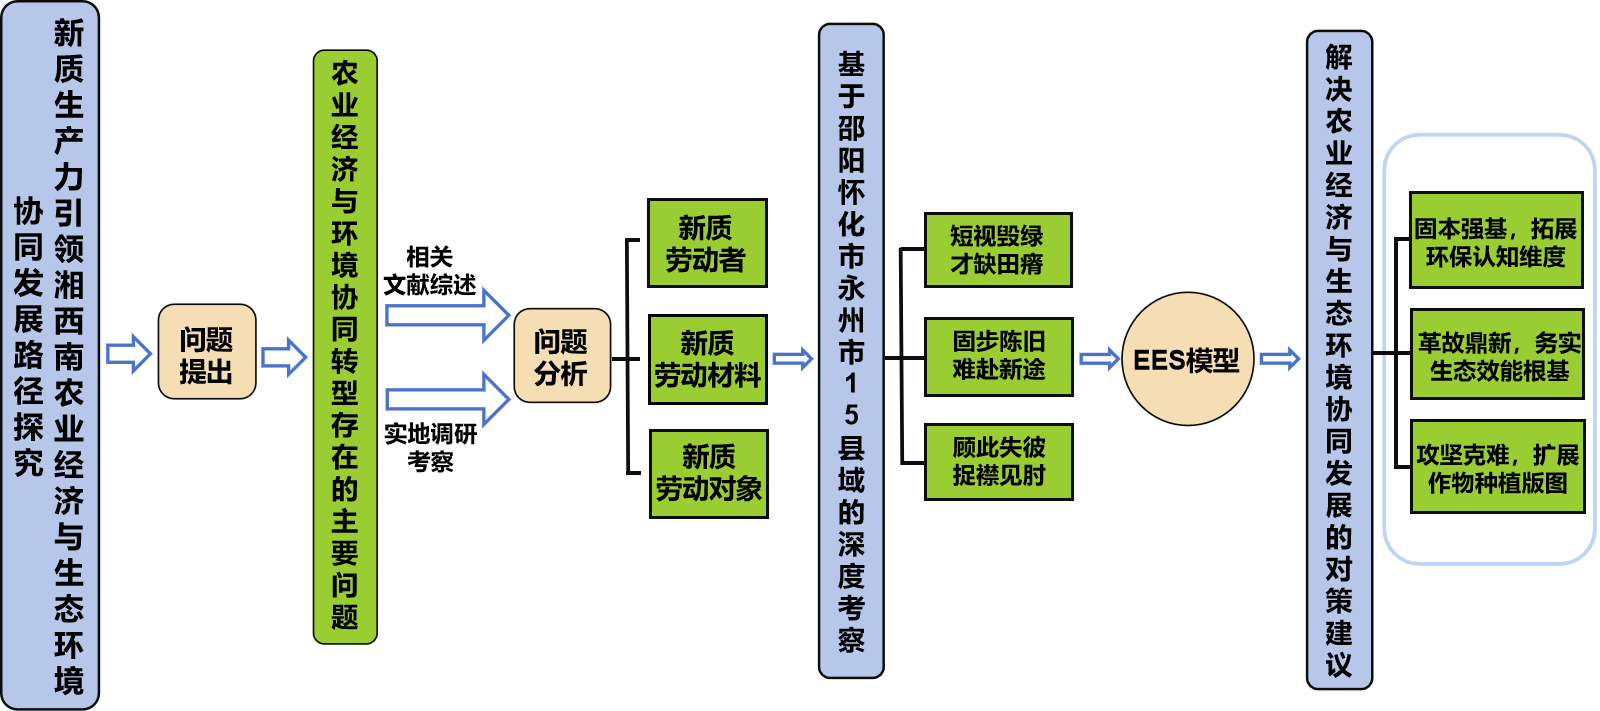 新质生产力引领湘西南农业经济与生态环境
协同发展路径探究
问题
提出
农业经济与环境协同转型存在的主要问题
相关
文献综述
实地调研
考察
问题
分析
新质
劳动者
新质
劳动材料
新质
劳动对象
基于邵阳怀化市永州市15县域的深度考察
短视毁绿
才缺田瘠
固步陈旧
难赴新途
顾此失彼
捉襟见肘
EES模型
解决农业经济与生态环境协同发展的对策建议
固本强基，拓展
环保认知维度
革故鼎新，务实
生态效能根基
攻坚克难，扩展
作物种植版图